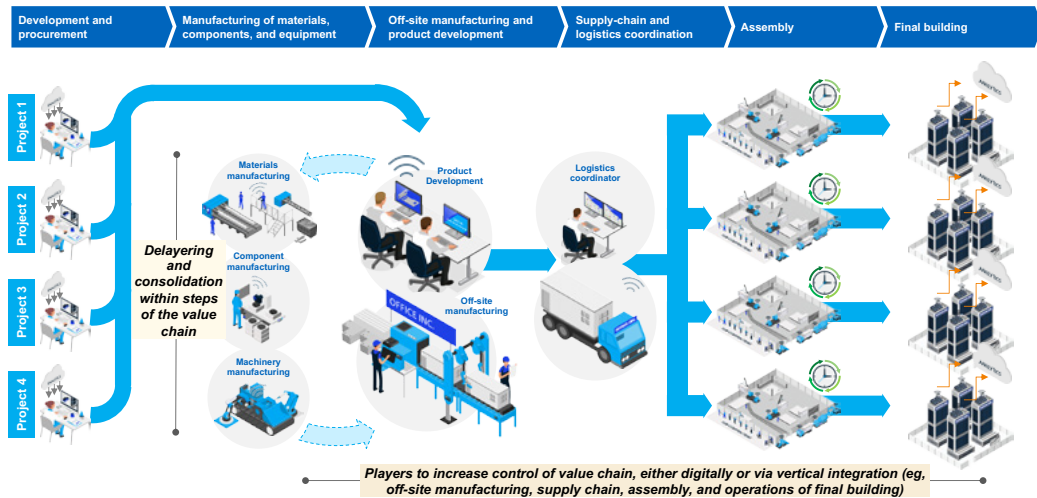 Development and
procurement
Manufacturing of materials,
components, and equipment
Off-site manufacturing and
product development
Supply-chain and
logistics coordination
Assembly
Final building
Project 1
Project 2
Project 3
Project 4
Delayering
and
consolidation
within steps
of the value
chain
Materials
manufacturing
Component
manufacturing
Machinery
manufacturing
Product
Development
Off-site
manufacturing
OFFICE INC.
Logistics
coordinator
ANALYTICS
ANALYTICS
ANALYTICS
ANALYTICS
Players to increase control of value chain, either digitally or via vertical integration (eg,
off-site manufacturing, supply chain, assembly, and operations of final building)